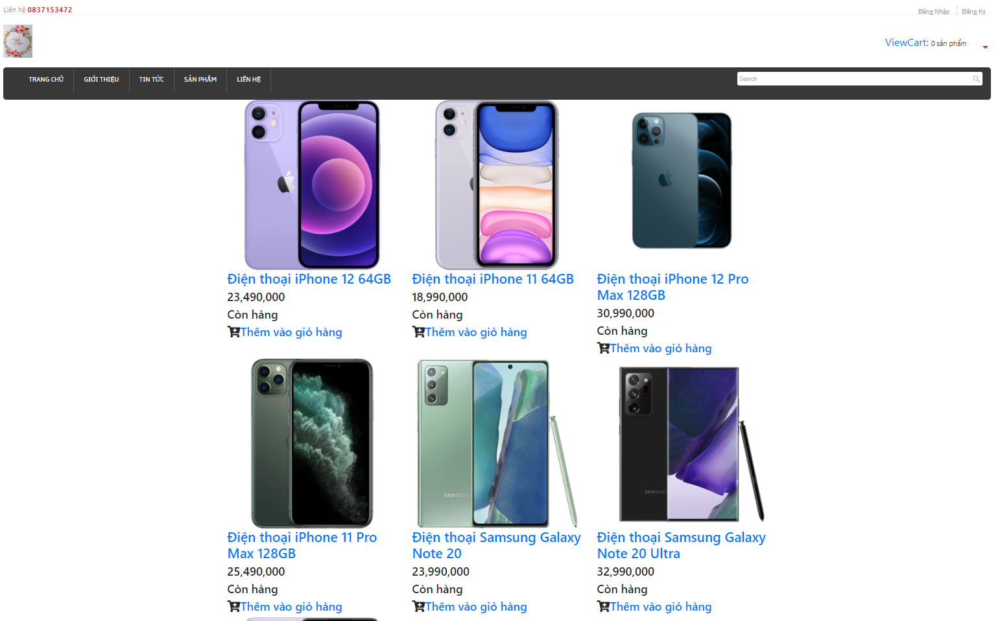 Liên hệ 0837153472
Đăng Nhập
Đăng Ký
ViewCart: 0 sản phẩm
TRANG CHỦ
GIỚI THIỆU
TIN TỨC
SẢN PHẨM
LIÊN HỆ
Search
Điện thoại iPhone 12 64GB
23,490,000
Còn hàng
Thêm vào giỏ hàng
Điện thoại iPhone 11 64GB
18,990,000
Còn hàng
Thêm vào giỏ hàng
Điện thoại iPhone 12 Pro
Max 128GB
30,990,000
Còn hàng
Thêm vào giỏ hàng
SAMSUNG
SAMSUNG
Điện thoại iPhone 11 Pro
Max 128GB
25,490,000
Còn hàng
Thêm vào giỏ hàng
Điện thoại Samsung Galaxy
Note 20
23,990,000
Còn hàng
Thêm vào giỏ hàng
Điện thoại Samsung Galaxy
Note 20 Ultra
32,990,000
Còn hàng
Thêm vào giỏ hàng